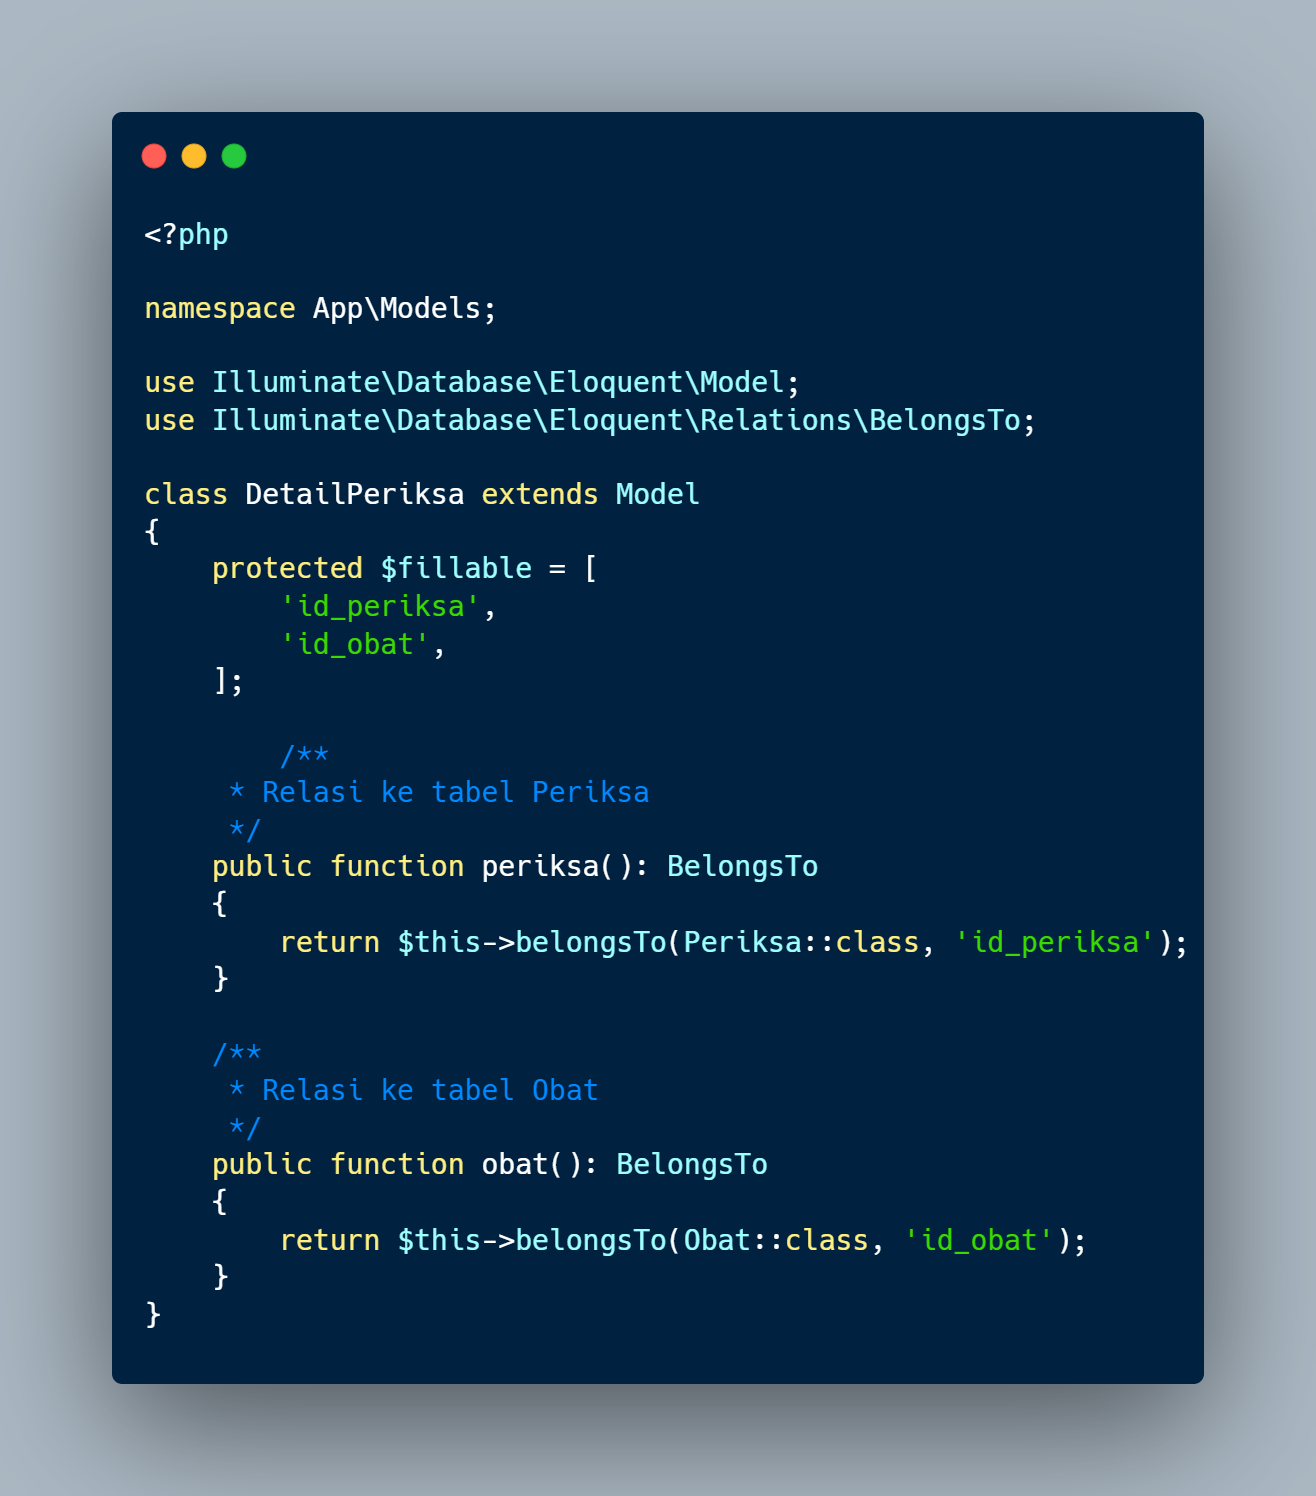 <?php

namespace App\Models;

use Illuminate\Database\Eloquent\Model;
use Illuminate\Database\Eloquent\Relations\BelongsTo;

class DetailPeriksa extends Model
{
    protected $fillable = [
        'id_periksa',
        'id_obat',
    ];

        /**
     * Relasi ke tabel Periksa
     */
    public function periksa(): BelongsTo
    {
        return $this->belongsTo(Periksa::class, 'id_periksa');
    }

    /**
     * Relasi ke tabel Obat
     */
    public function obat(): BelongsTo
    {
        return $this->belongsTo(Obat::class, 'id_obat');
    }
}